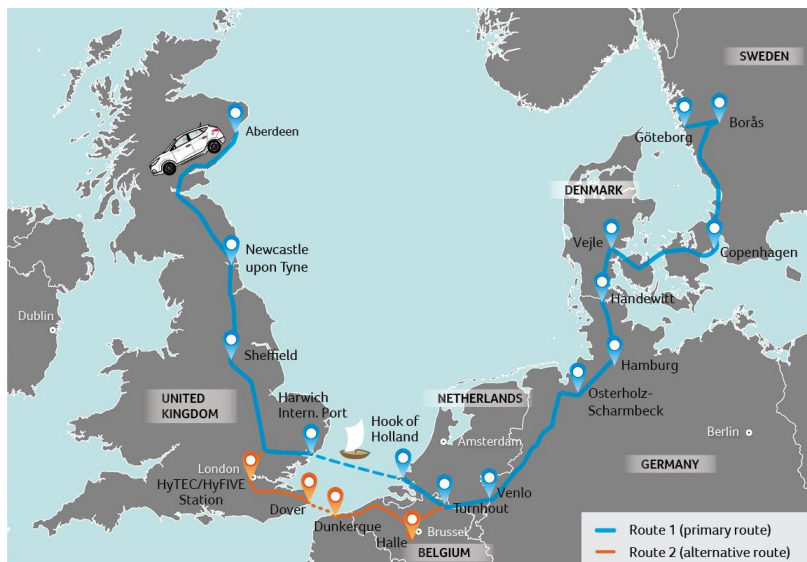 SWEDEN
Göteborg
Borås
Aberdeen
DENMARK
Vejle
Copenhagen
Newcastle
upon Tyne
Handewitt
Dublin
Sheffield
Hamburg
UNITED
KINGDOM
Harwich
Intern. Port
NETHERLANDS
Osterholz-
Scharmbeck
Hook of
Holland
Amsterdam
Berlin
London
HyTEC/HyFIVE
Station
GERMANY
Venlo
Dover
Turnhout
Dunkerque
Brussel
Halle
BELGIUM
Route 1 (primary route)
Route 2 (alternative route)